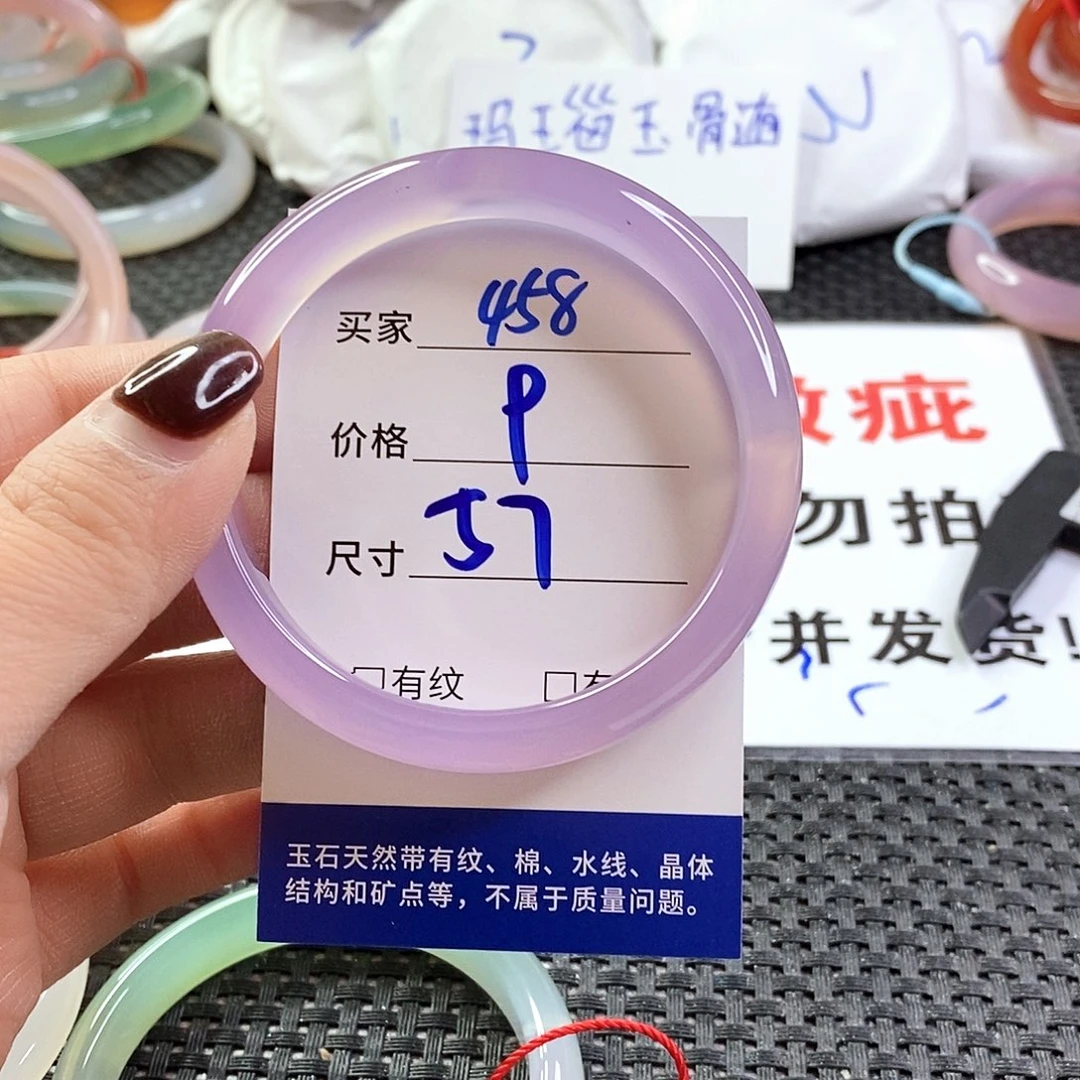 玛瑙玉骨髓
买家 458
价格 P
尺寸 57
□有纹 □有
玉石天然带有纹、棉、水线、晶体
结构和矿点等，不属于质量问题。
疵
勿拍
并发货！